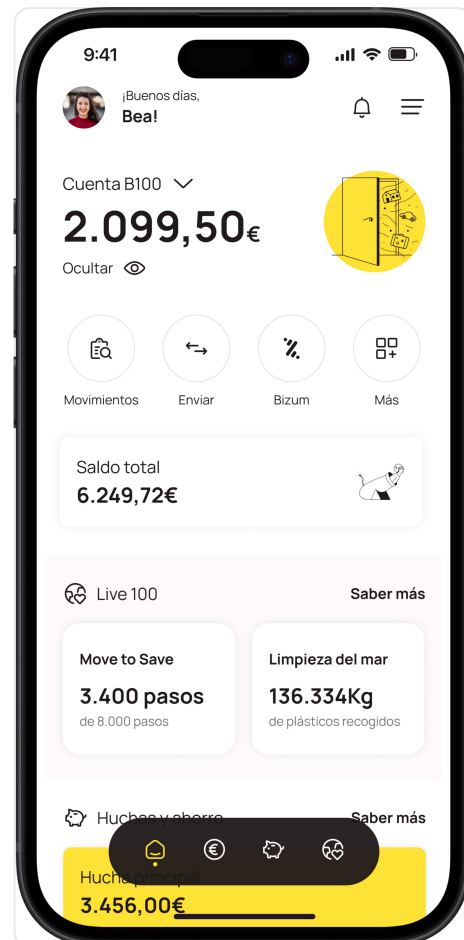 9:41
¡Buenos días,
Bea!
Cuenta B100
2.099,50€
Ocultar
Movimientos
Enviar
Bizum
Más
Saldo total
6.249,72€
Live 100
Saber más
Move to Save
3.400 pasos
de 8.000 pasos
Limpieza del mar
136.334Kg
de plásticos recogidos
Huchas y ahorro
Saber más
Hucha principal
3.456,00€